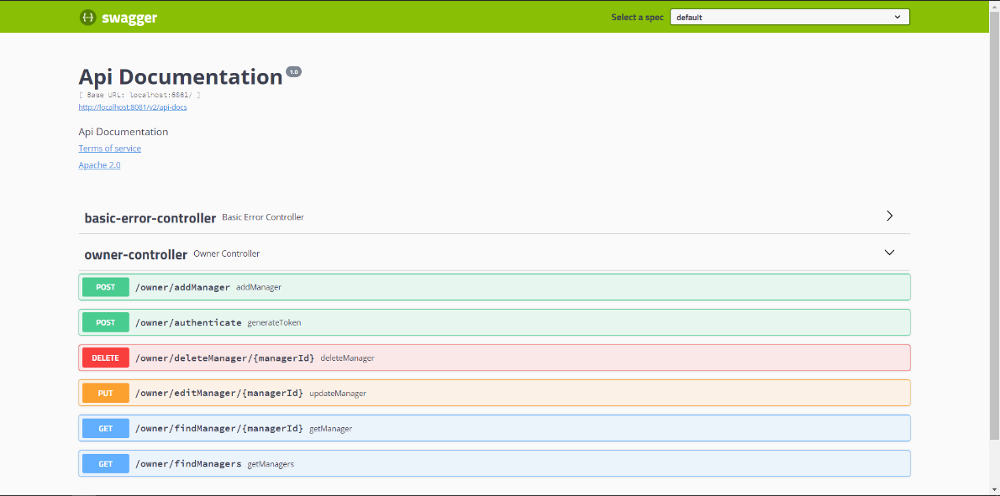 swagger
Select a spec default
Api Documentation 1.0
[ Base URL: localhost:8081/ ]
http://localhost:8081/v2/api-docs
Api Documentation
Terms of service
Apache 2.0
basic-error-controller Basic Error Controller
owner-controller Owner Controller
POST /owner/addManager addManager
POST /owner/authenticate generateToken
DELETE /owner/deleteManager/{managerId} deleteManager
PUT /owner/editManager/{managerId} updateManager
GET /owner/findManager/{managerId} getManager
GET /owner/findManagers getManagers